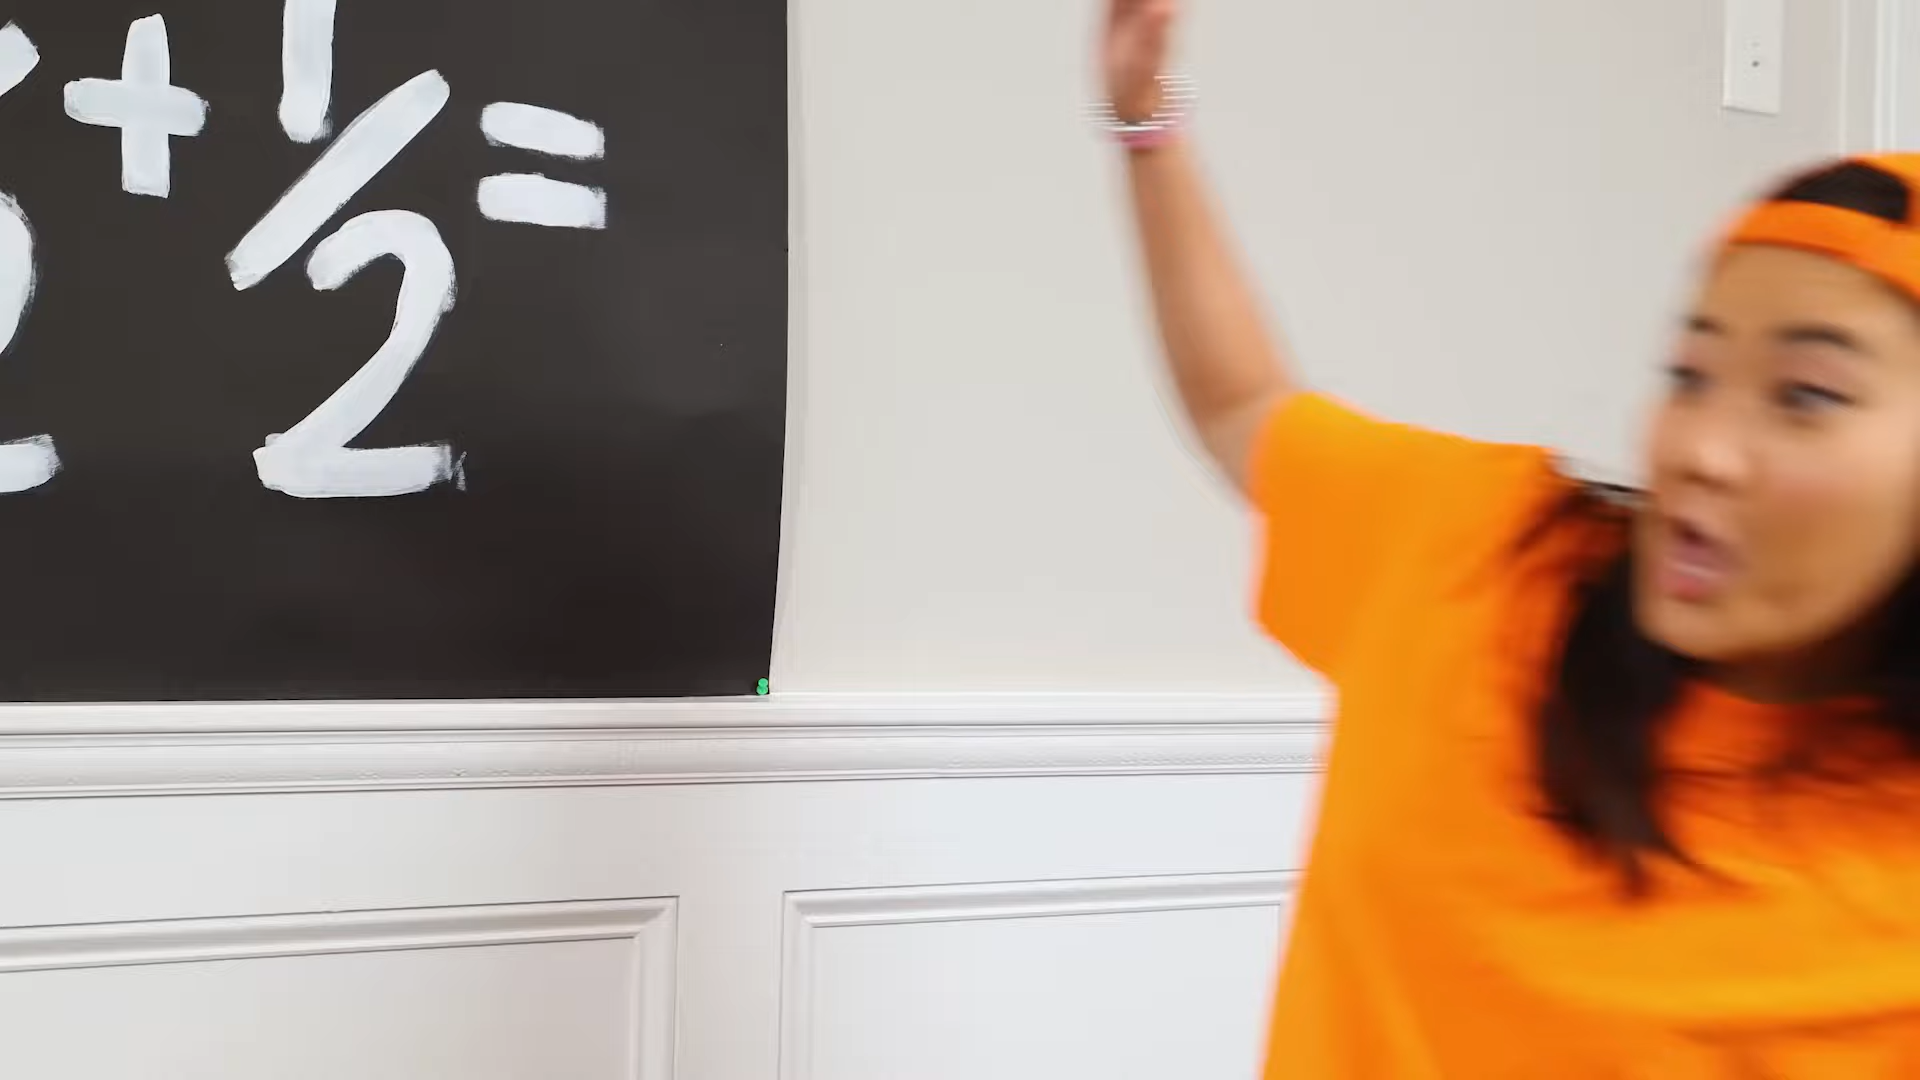 + 1/2 =